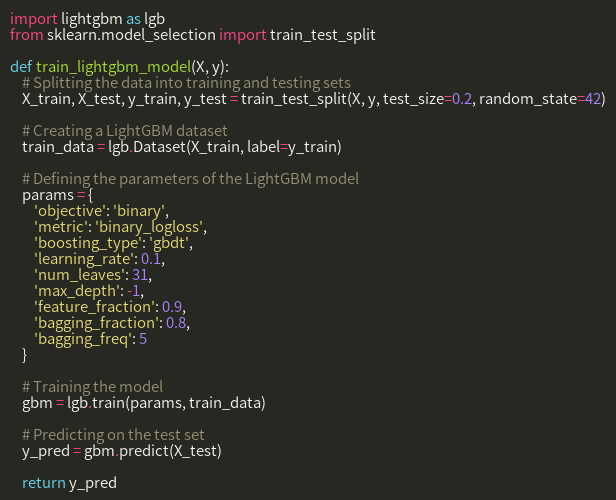 import lightgbm as lgb
from sklearn.model_selection import train_test_split
def train_lightgbm_model(X, y):
# Splitting the data into training and testing sets
X_train, X_test, y_train, y_test = train_test_split(X, y, test_size=0.2, random_state=42)
# Creating a LightGBM dataset
train_data = lgb.Dataset(X_train, label=y_train)
# Defining the parameters of the LightGBM model
params = {
'objective': 'binary',
'metric': 'binary_logloss',
'boosting_type': 'gbdt',
'learning_rate': 0.1,
'num_leaves': 31,
'max_depth': -1,
'feature_fraction': 0.9,
'bagging_fraction': 0.8,
'bagging_freq': 5
}
# Training the model
gbm = lgb.train(params, train_data)
# Predicting on the test set
y_pred = gbm.predict(X_test)
return y_pred